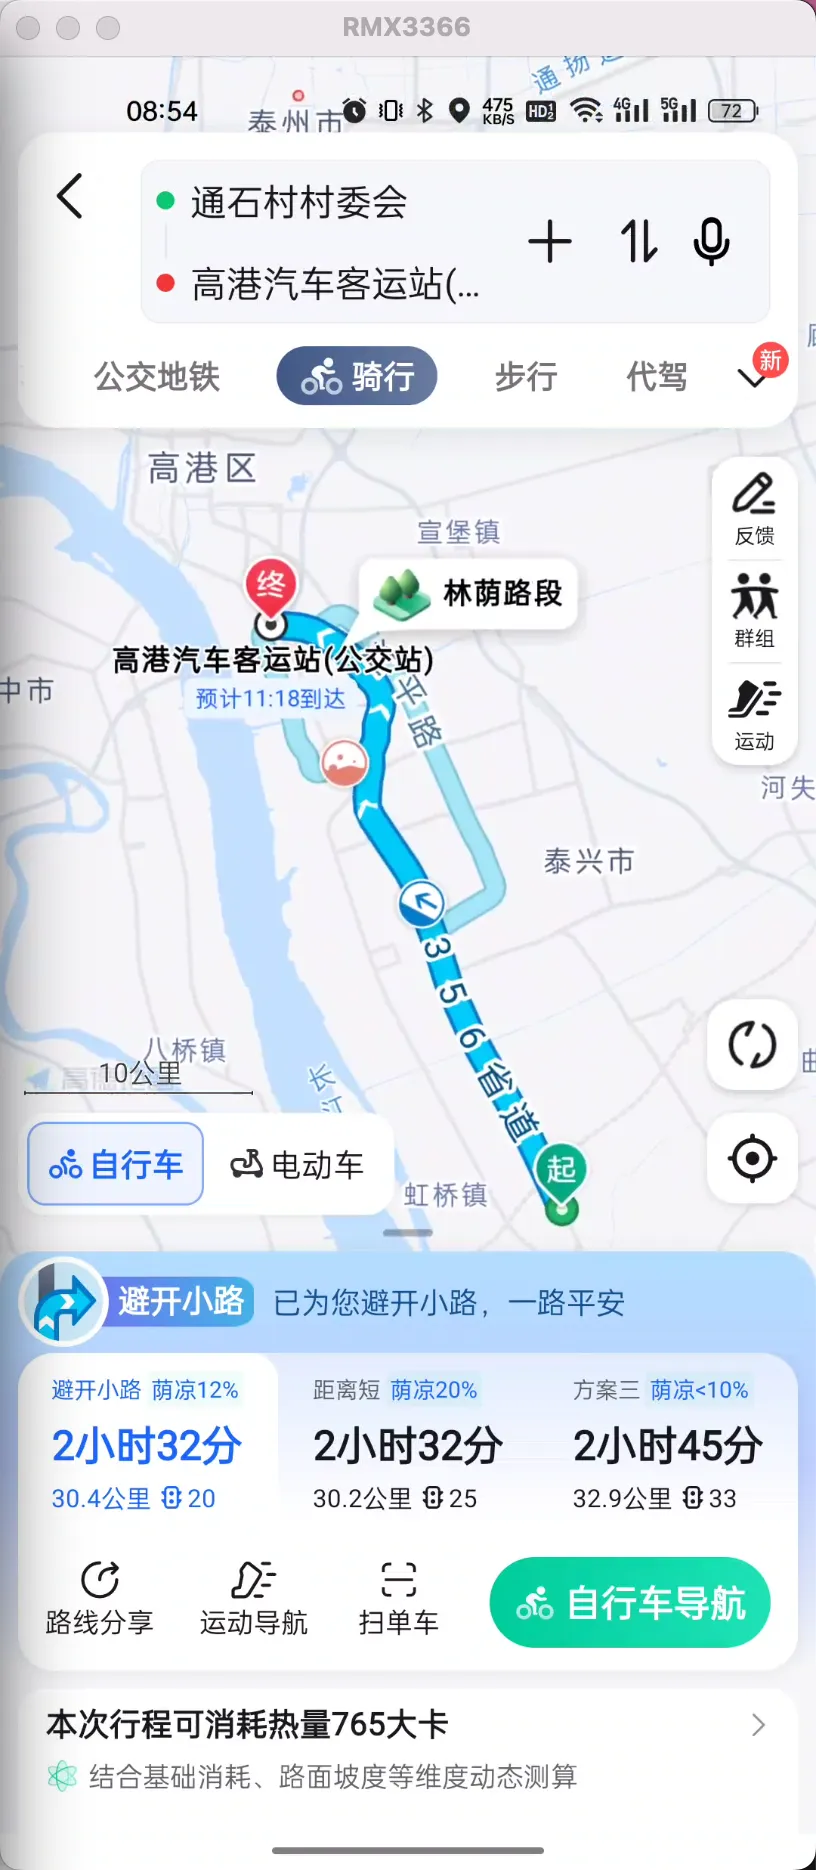 RMX3366
通扬运
08:54
泰州市
475
KB/S
HD2
4G
5G
72
通石村村委会
高港汽车客运站(...
公交地铁
骑行
步行
代驾
新
高港区
宣堡镇
反馈
终
林荫路段
群组
高港汽车客运站(公交站)
中市
预计11:18到达
平路
运动
河失
泰兴市
356省道
八桥镇
10公里
长江
曲
自行车
电动车
起
虹桥镇
避开小路
已为您避开小路，一路平安
避开小路 荫凉12%
2小时32分
30.4公里 20
距离短 荫凉20%
2小时32分
30.2公里 25
方案三 荫凉<10%
2小时45分
32.9公里 33
路线分享
运动导航
扫单车
自行车导航
本次行程可消耗热量765大卡
结合基础消耗、路面坡度等维度动态测算